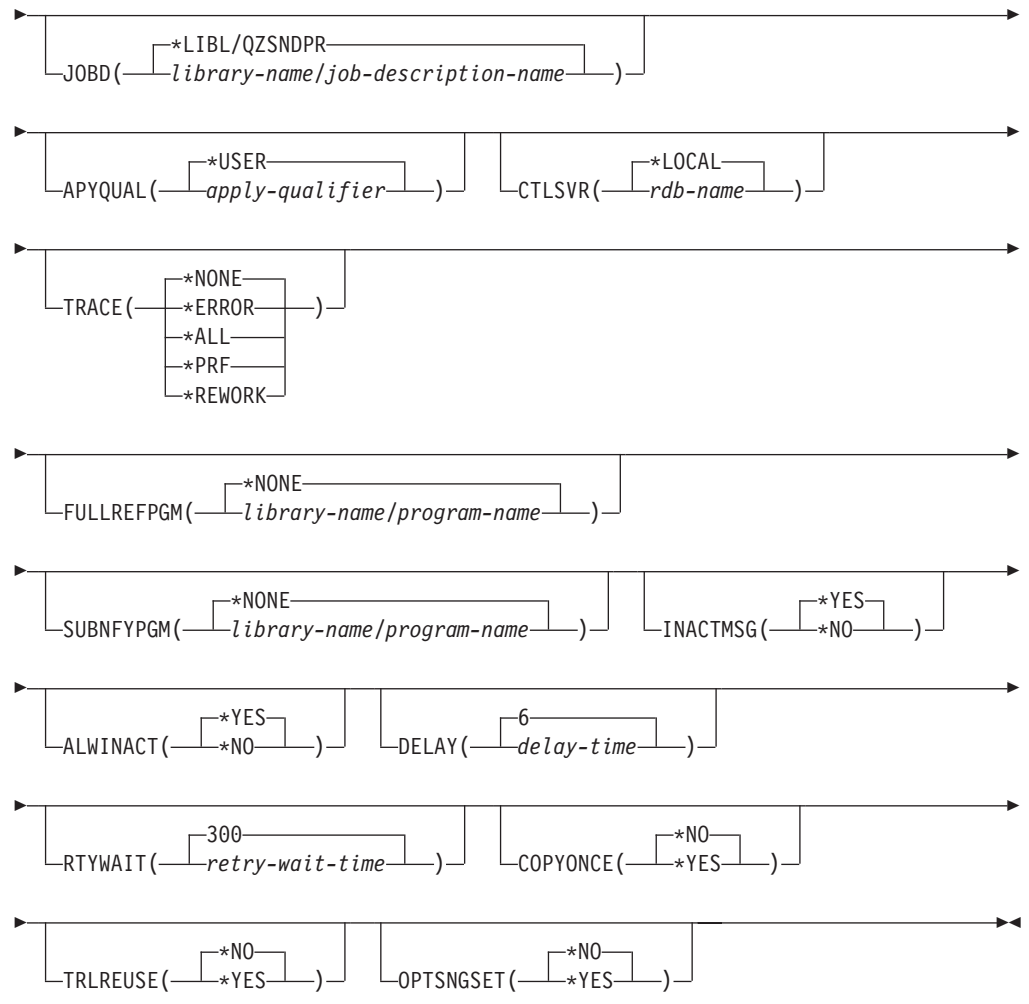 *LIBL/QZSNDPR
JOBD( library-name/job-description-name )
*USER *LOCAL
APYQUAL( apply-qualifier ) CTLSVR( rdb-name )
*NONE
TRACE( *ERROR )
*ALL
*PRF
*REWORK
*NONE
FULLREFPGM( library-name/program-name )
*NONE *YES
SUBNFYPGM( library-name/program-name ) INACTMSG( *NO )
*YES 6
ALWINACT( *NO ) DELAY( delay-time )
300 *NO
RTYWAIT( retry-wait-time ) COPYONCE( *YES )
*NO *NO
TRLREUSE( *YES ) OPTSNGSET( *YES )